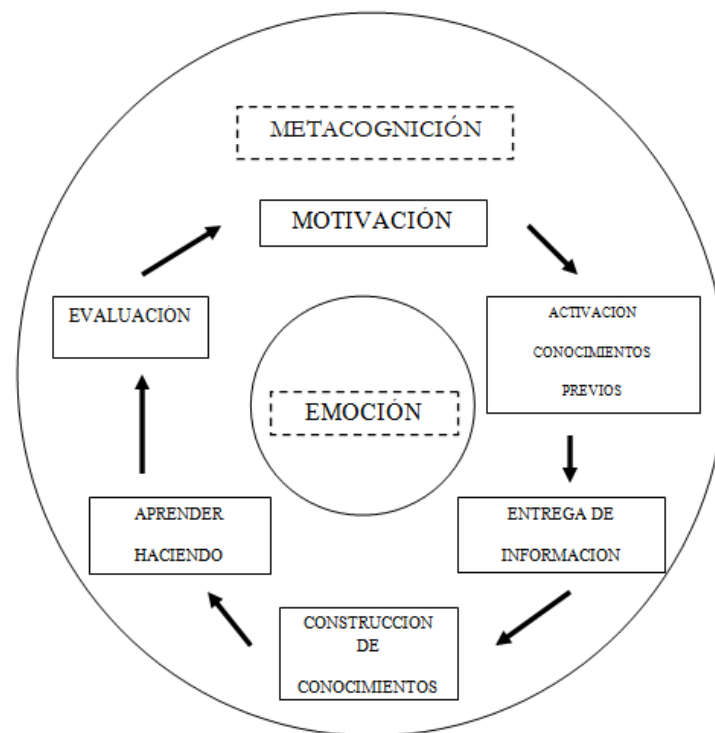 METACOGNICIÓN
MOTIVACIÓN
EVALUACIÓN
ACTIVACION
CONOCIMIENTOS
PREVIOS
EMOCIÓN
APRENDER
HACIENDO
ENTREGA DE
INFORMACION
CONSTRUCCION
DE
CONOCIMIENTOS